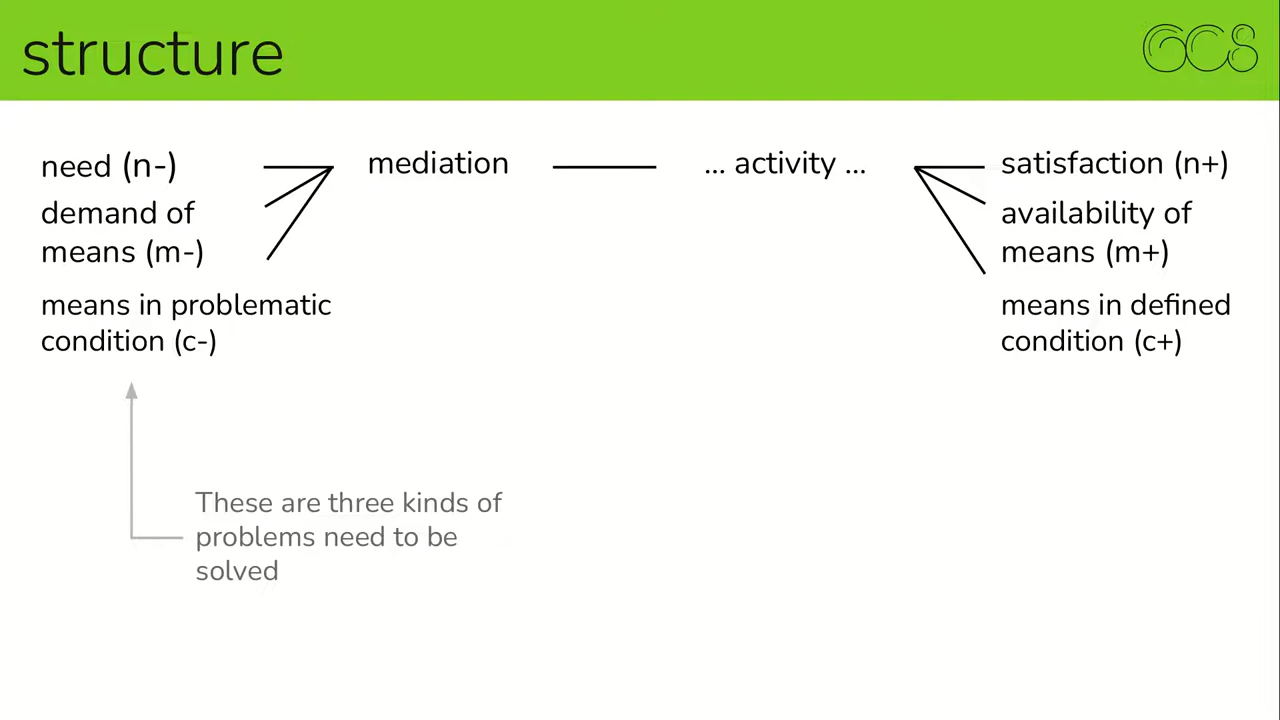 structure
GC8
need (n-)
mediation
... activity ...
satisfaction (n+)
demand of
means (m-)
availability of
means (m+)
means in problematic
condition (c-)
means in defined
condition (c+)
These are three kinds of
problems need to be
solved